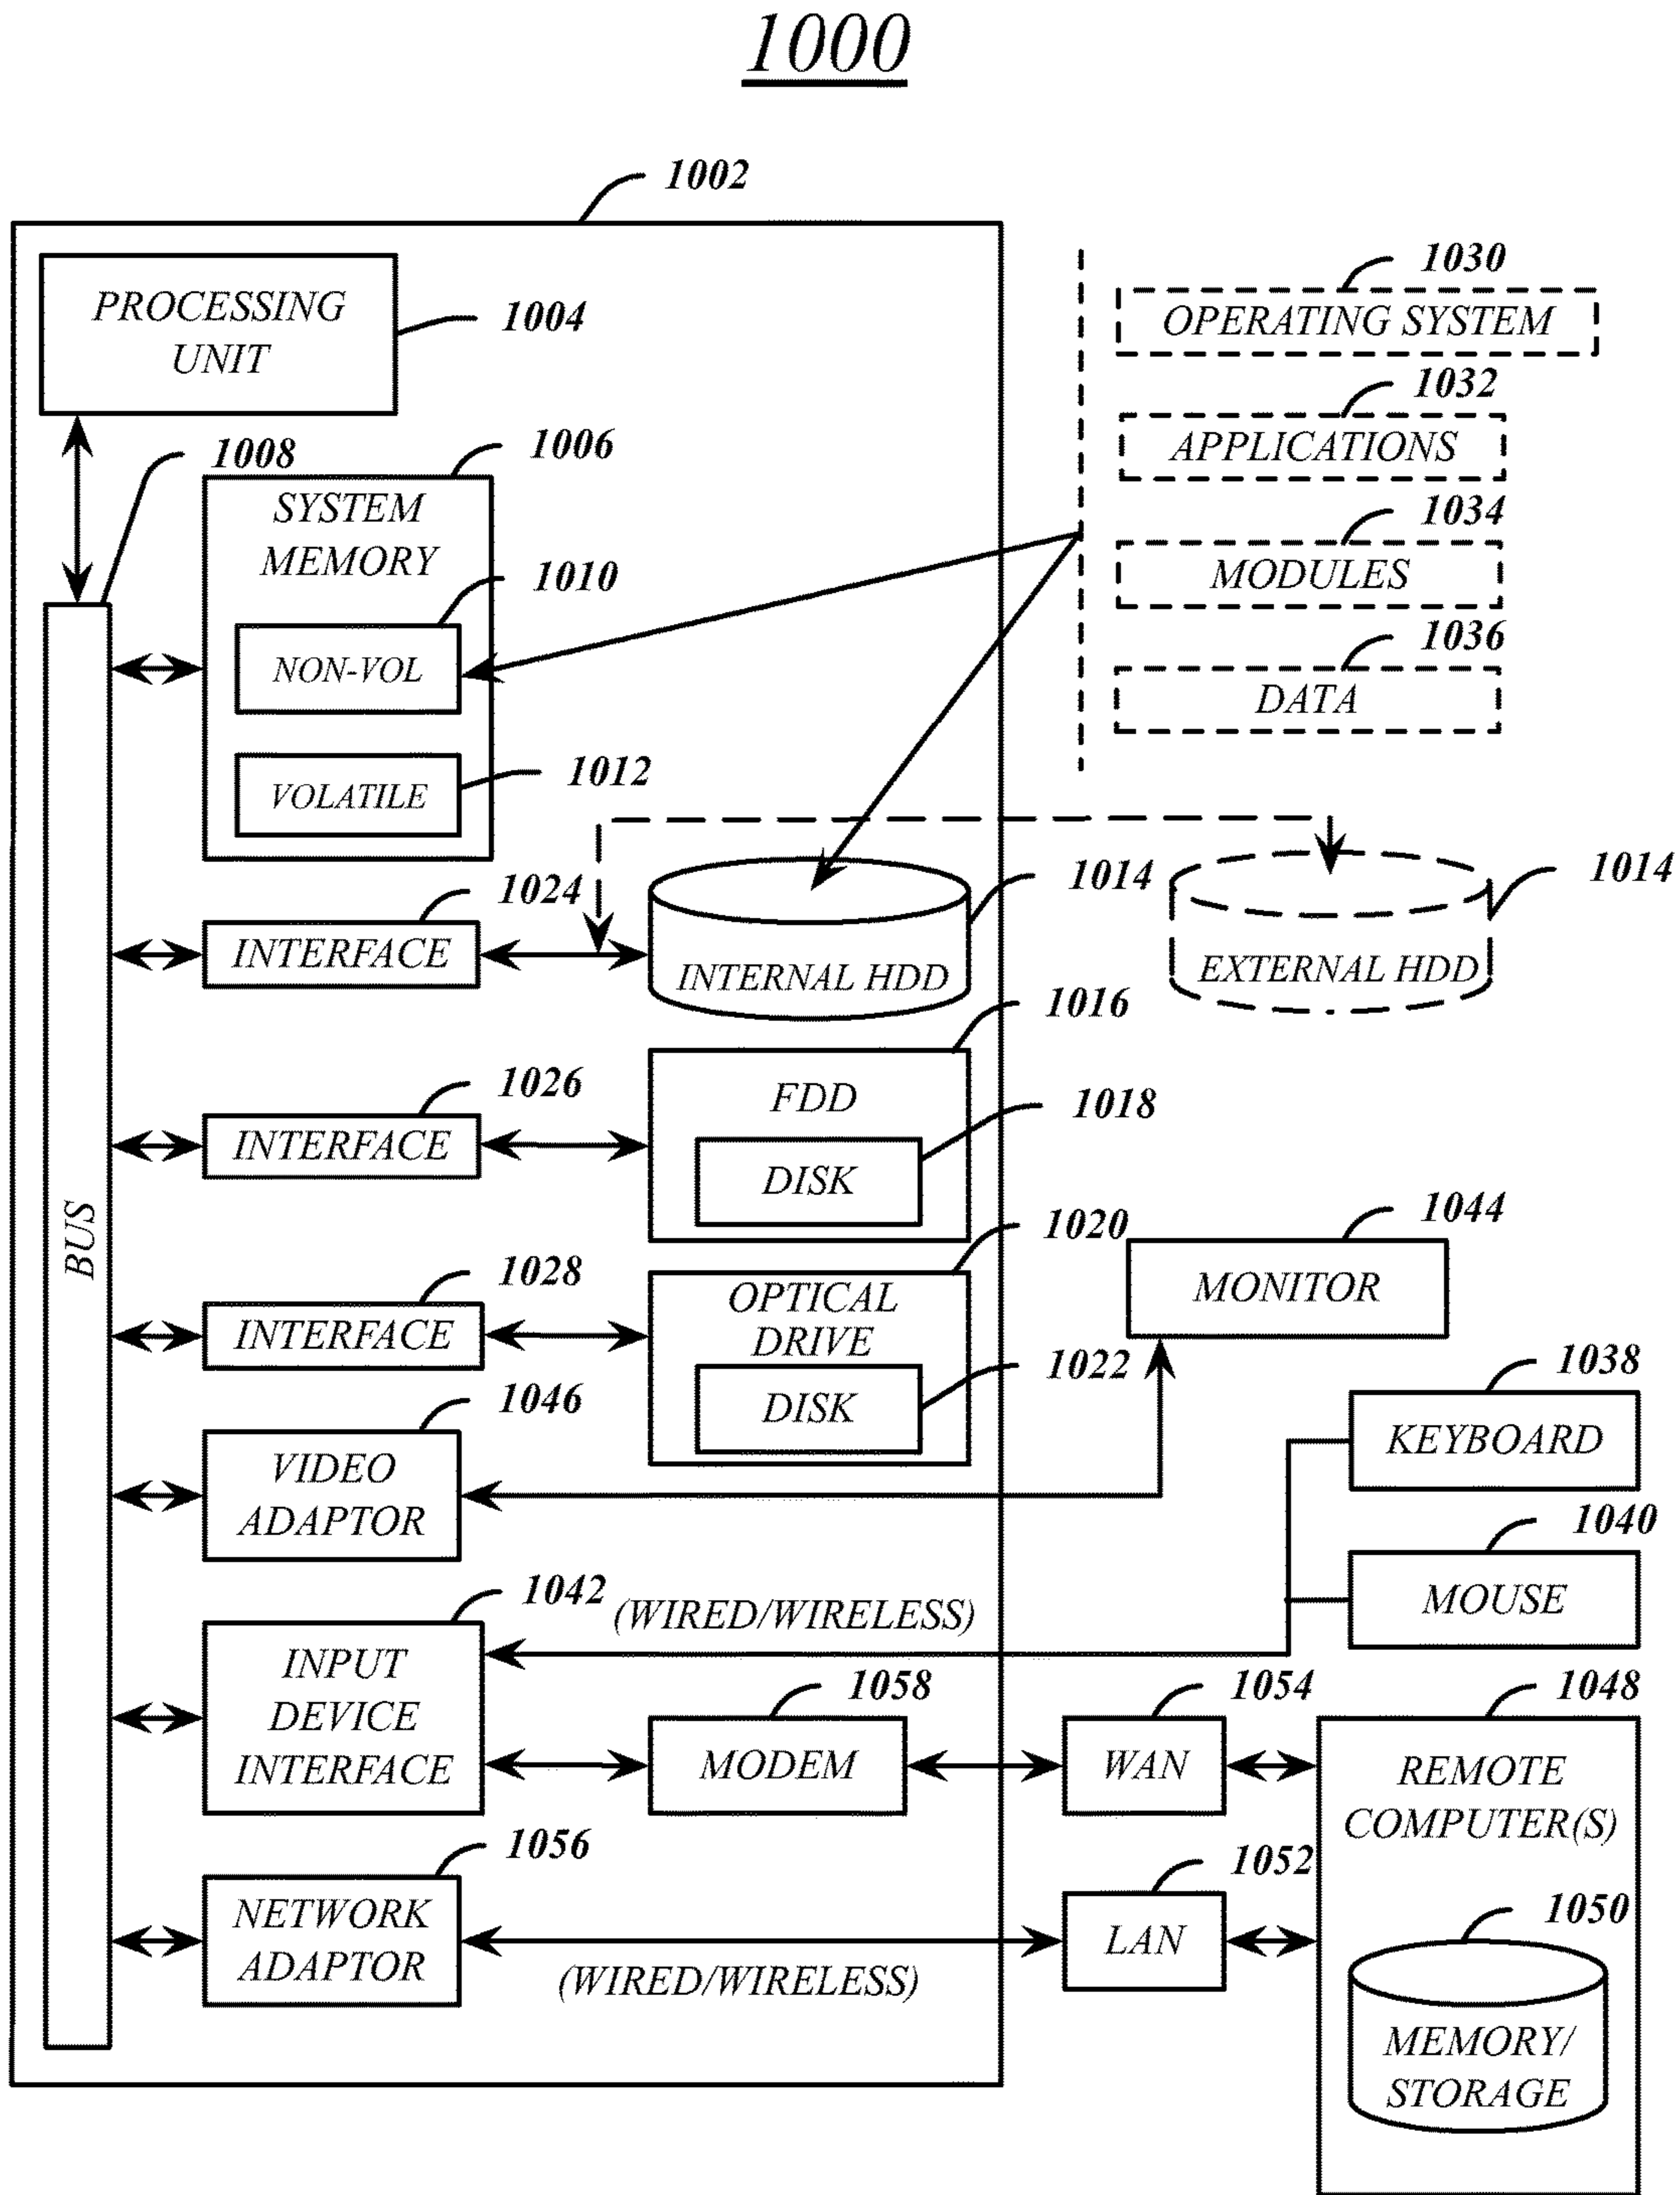 1000
1002
PROCESSING
UNIT
1004
1030
OPERATING SYSTEM
1032
APPLICATIONS
1034
MODULES
1036
DATA
1008
1006
SYSTEM
MEMORY
1010
NON-VOL
1012
VOLATILE
BUS
1024
INTERFACE
1014
INTERNAL HDD
1014
EXTERNAL HDD
1016
FDD
1018
DISK
1026
INTERFACE
1020
OPTICAL
DRIVE
1022
DISK
1028
INTERFACE
1044
MONITOR
1038
KEYBOARD
1046
VIDEO
ADAPTOR
1040
MOUSE
1042
(WIRED/WIRELESS)
INPUT
DEVICE
INTERFACE
1058
MODEM
1054
WAN
1048
REMOTE
COMPUTER(S)
1056
NETWORK
ADAPTOR
(WIRED/WIRELESS)
1052
LAN
1050
MEMORY/
STORAGE